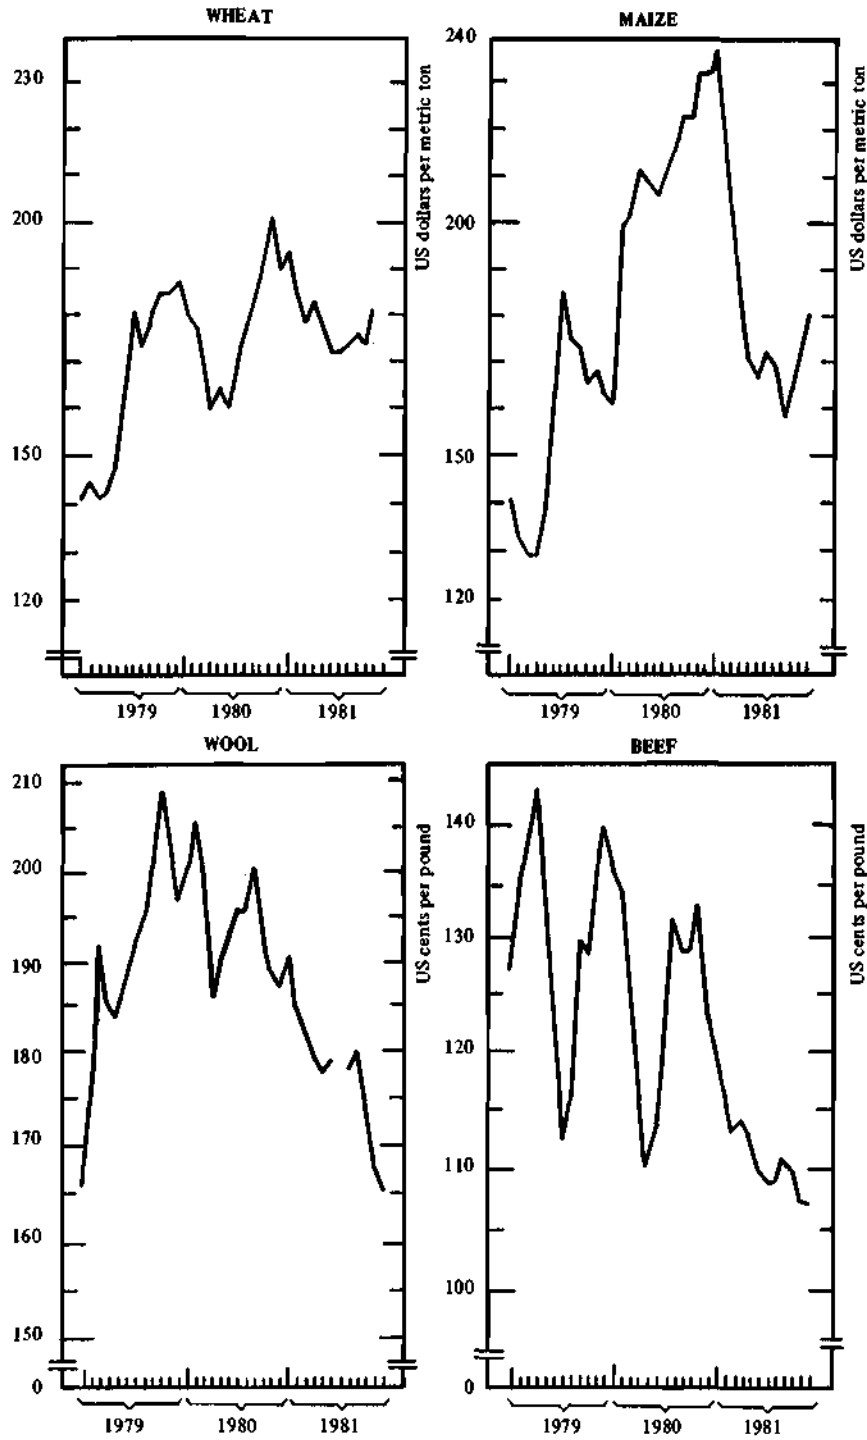 WHEAT
230
200
150
120
US dollars per metric ton
1979 1980 1981
MAIZE
240
200
150
120
US dollars per metric ton
1979 1980 1981
WOOL
210
200
190
180
170
160
150
0
US cents per pound
1979 1980 1981
BEEF
140
130
120
110
100
0
US cents per pound
1979 1980 1981